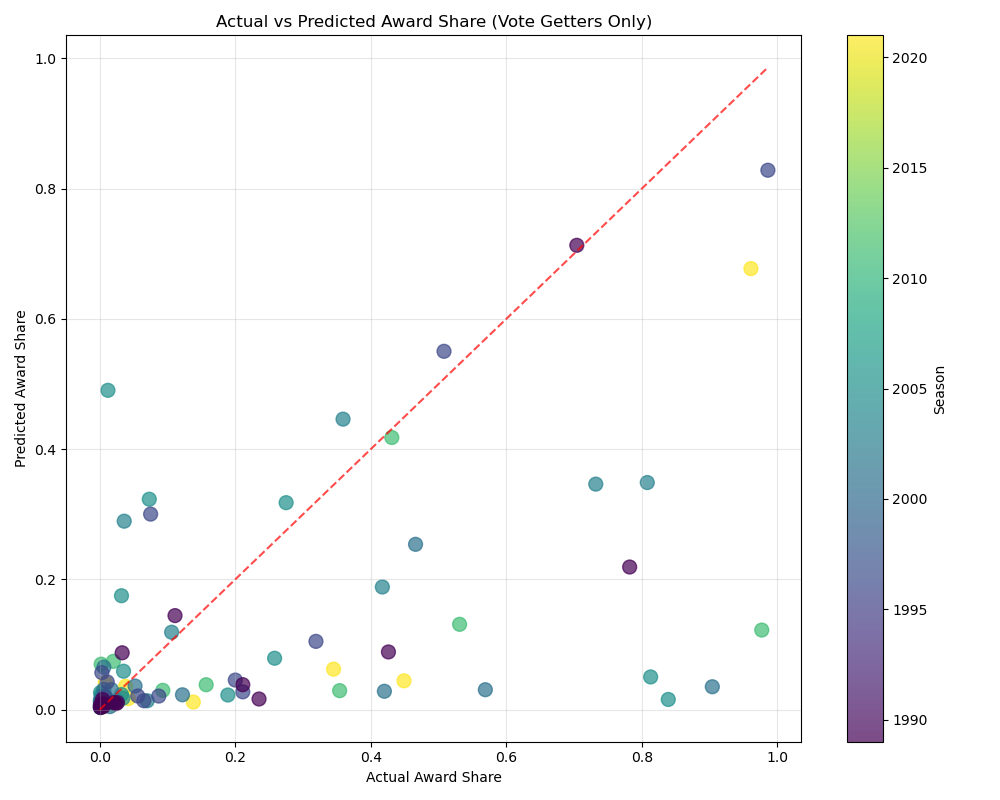 Actual vs Predicted Award Share (Vote Getters Only)
1.0
0.8
0.6
0.4
0.2
0.0
Predicted Award Share
0.0 0.2 0.4 0.6 0.8 1.0
Actual Award Share
2020
2015
2010
2005
2000
1995
1990
Season